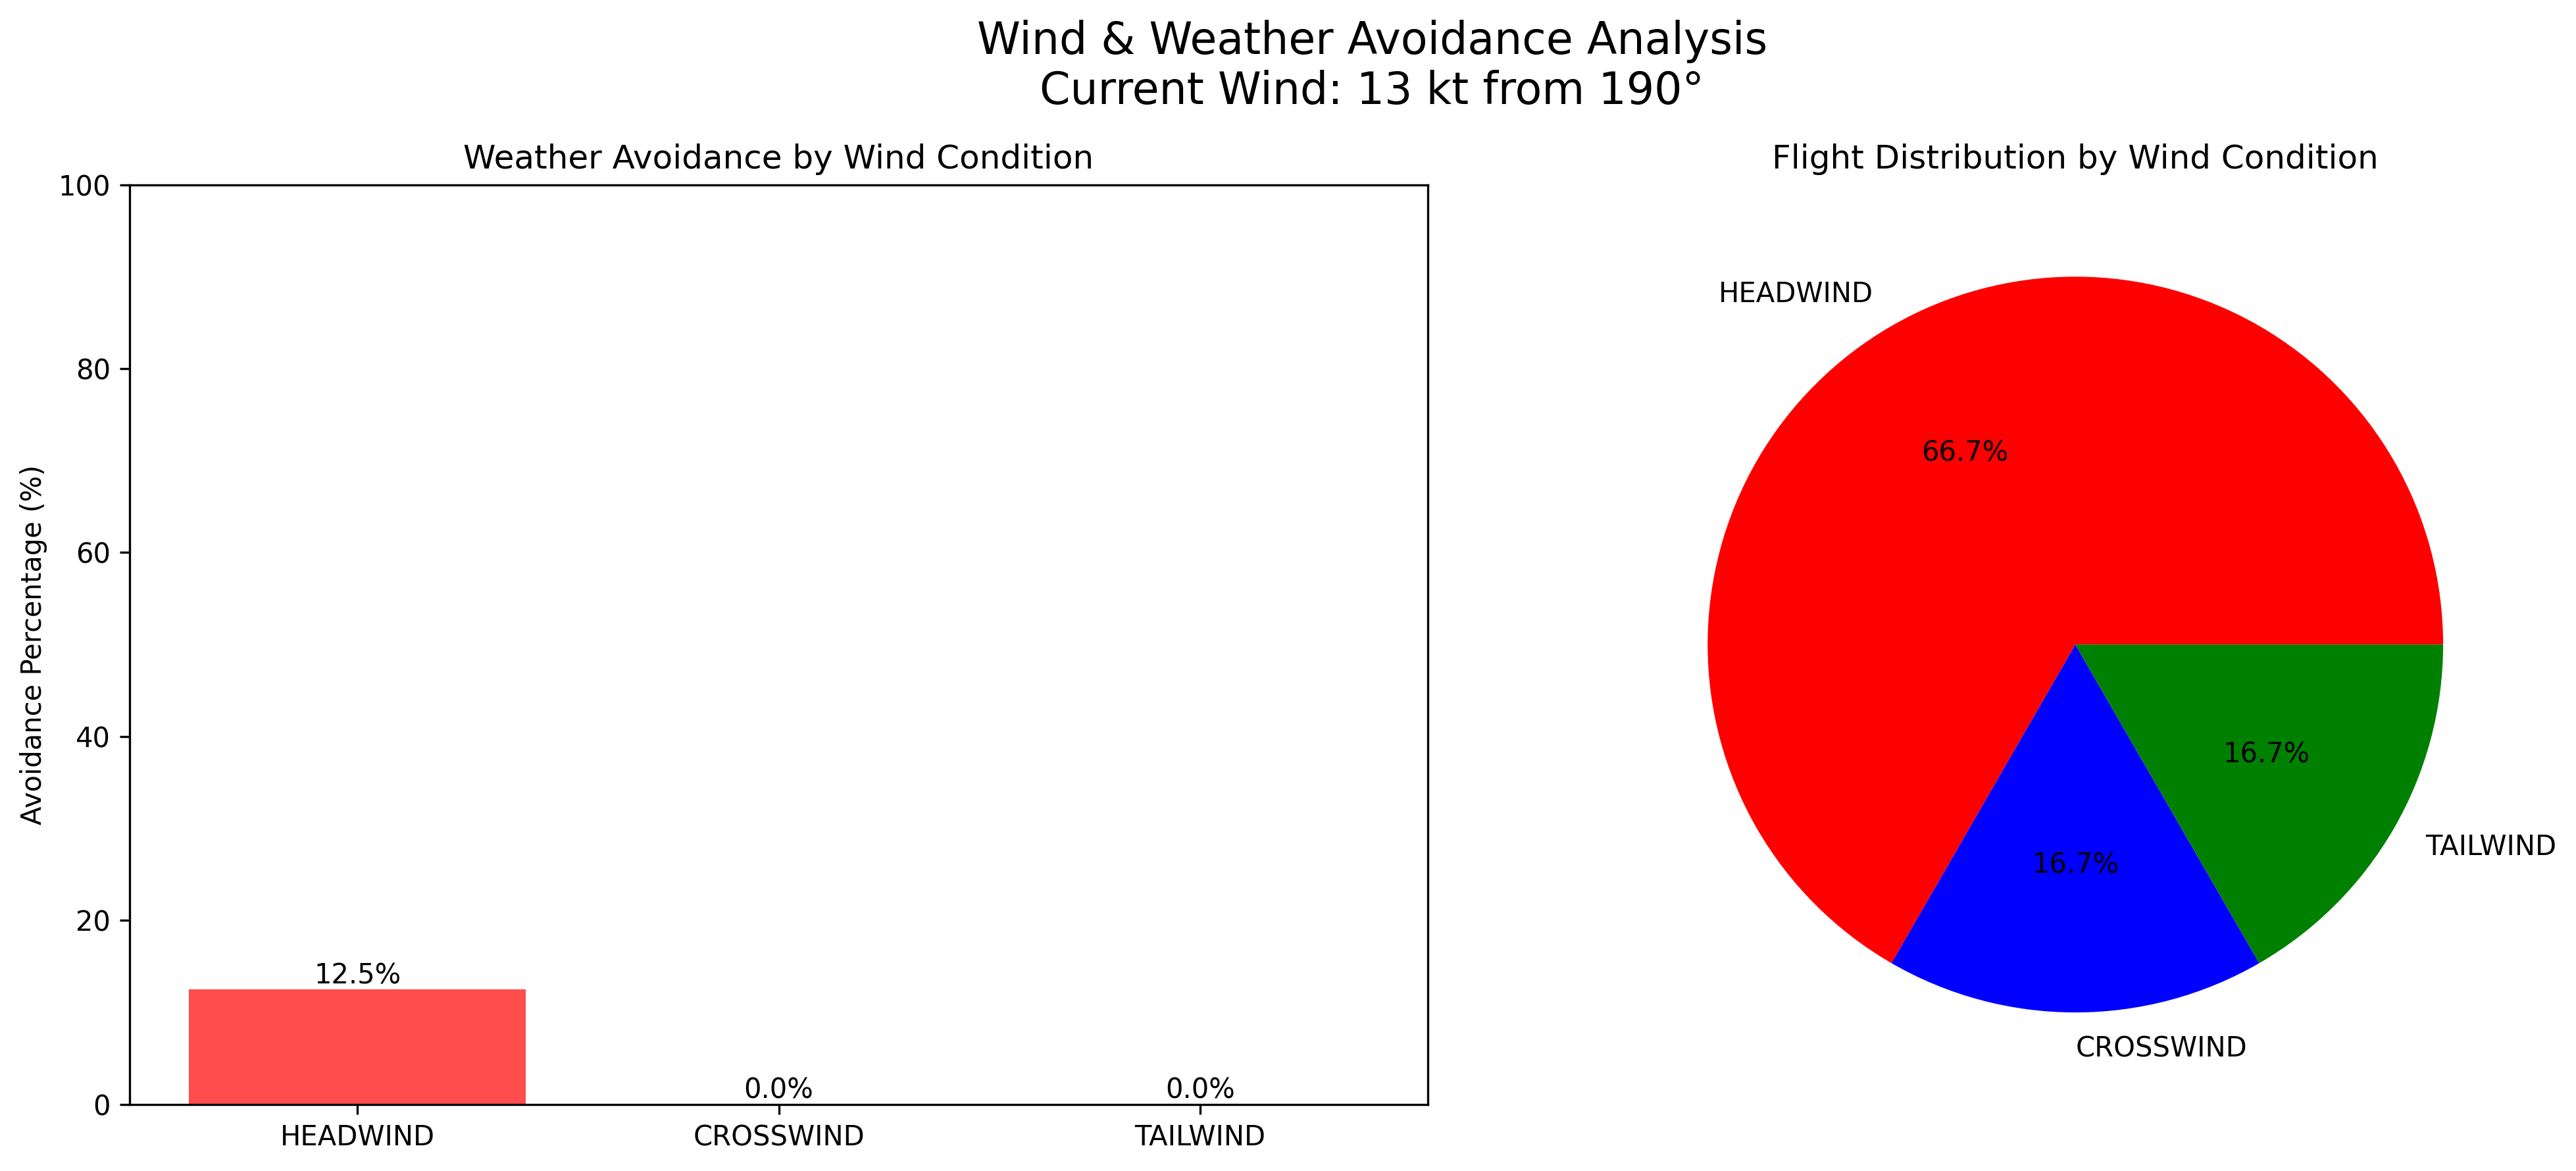 Wind & Weather Avoidance Analysis
Current Wind: 13 kt from 190°
Weather Avoidance by Wind Condition
Avoidance Percentage (%)
100
80
60
40
20
0
12.5%
0.0%
0.0%
HEADWIND
CROSSWIND
TAILWIND
Flight Distribution by Wind Condition
HEADWIND
66.7%
16.7%
TAILWIND
16.7%
CROSSWIND